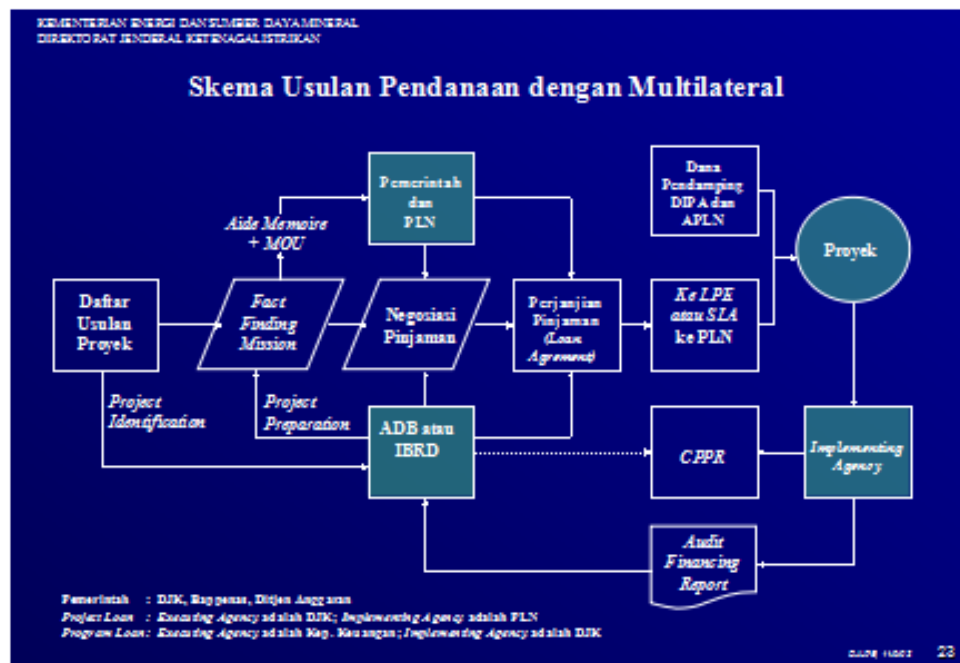 KEMENTERIAN ENERGI DAN SUMBER DAYA MINERAL
DIREKTORAT JENDERAL KETENAGALISTRIKAN
Skema Usulan Pendanaan dengan Multilateral
Pemerintah
dan
PLN
Dana
Pendamping
DIPA dan
APLN
Aide Memoire
+ MOU
Proyek
Daftar
Usulan
Proyek
Fact
Finding
Mission
Negosiasi
Pinjaman
Perjanjian
Pinjaman
(Loan
Agrement)
Ke LPE
atau SLA
ke PLN
Project
Identification
Project
Preparation
ADB atau
IBRD
CPPR
Implementing
Agency
Audit
Financing
Report
Pemerintah : DJK, Bappenas, Ditjen Anggaran
Project Loan : Executing Agency adalah DJK; Implementing Agency adalah PLN
Program Loan : Executing Agency adalah Kep. Keuangan; Implementing Agency adalah DJK
23